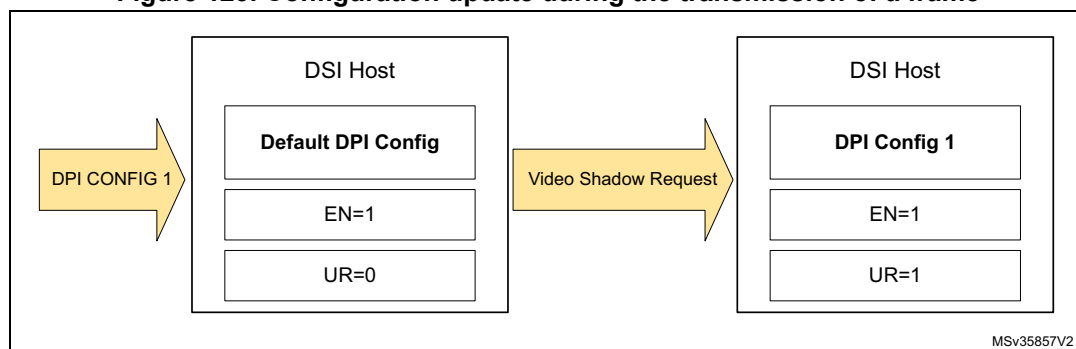 Figure Configuration update during the transmission of a frame
DSI Host
DSI Host
Default DPI Config
DPI Config 1
DPI CONFIG 1
Video Shadow Request
EN=1
EN=1
UR=0
UR=1
MSv35857V2